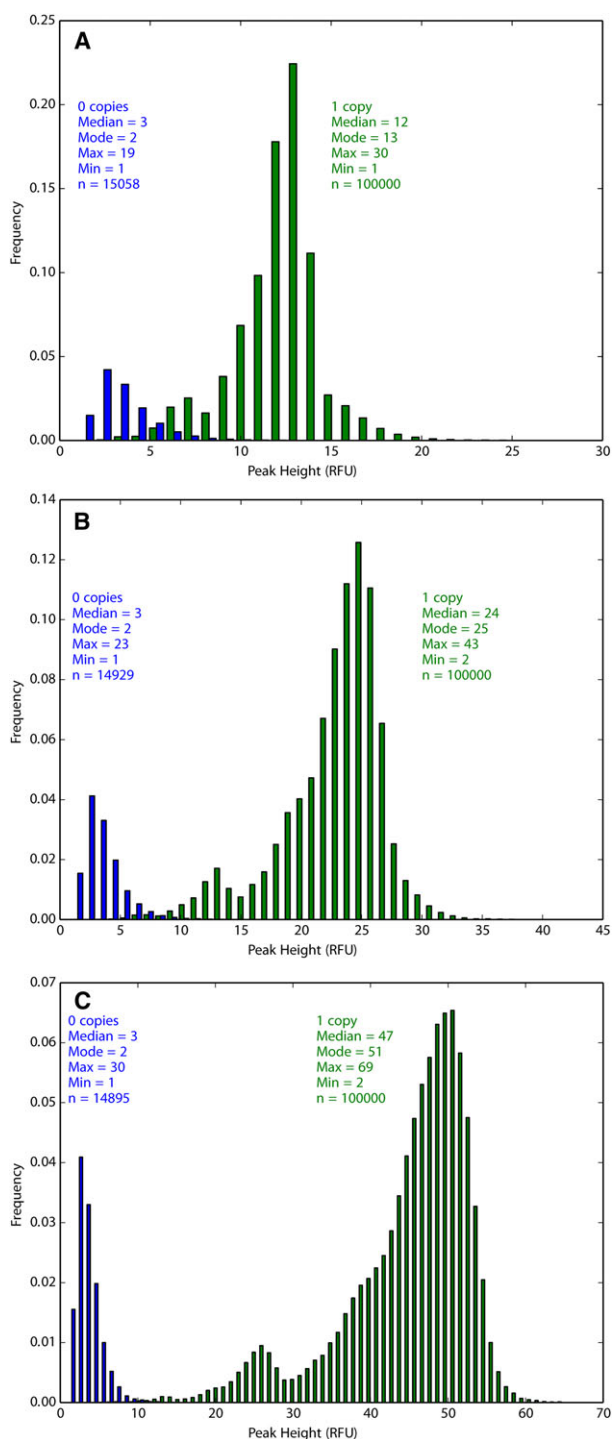 A
0.25
0.20
0.15
0.10
0.05
0.00
Frequency
0 copies
Median = 3
Mode = 2
Max = 19
Min = 1
n = 15058
1 copy
Median = 12
Mode = 13
Max = 30
Min = 1
n = 100000
0 5 10 15 20 25 30
Peak Height (RFU)
B
0.14
0.12
0.10
0.08
0.06
0.04
0.02
0.00
Frequency
0 copies
Median = 3
Mode = 2
Max = 23
Min = 1
n = 14929
1 copy
Median = 24
Mode = 25
Max = 43
Min = 2
n = 100000
0 5 10 15 20 25 30 35 40 45
Peak Height (RFU)
C
0.07
0.06
0.05
0.04
0.03
0.02
0.01
0.00
Frequency
0 copies
Median = 3
Mode = 2
Max = 30
Min = 1
n = 14895
1 copy
Median = 47
Mode = 51
Max = 69
Min = 2
n = 100000
0 10 20 30 40 50 60 70
Peak Height (RFU)